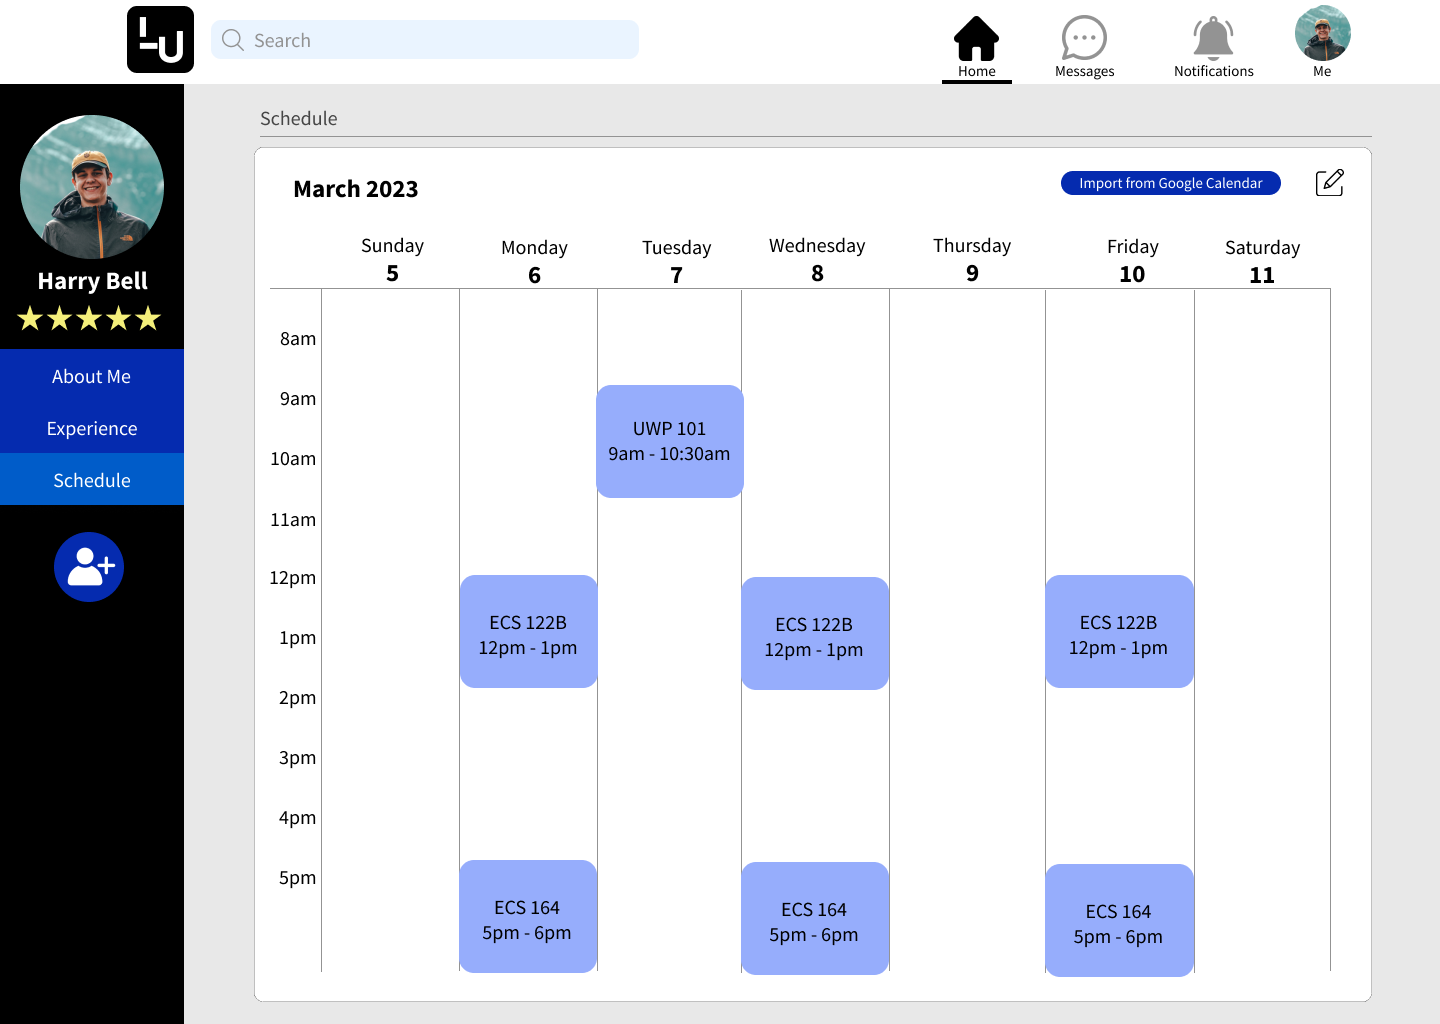 LU
Search
Home
Messages
Notifications
Me
Harry Bell
About Me
Experience
Schedule
Schedule
March 2023
Import from Google Calendar
Sunday
5
Monday
6
Tuesday
7
Wednesday
8
Thursday
9
Friday
10
Saturday
11
8am
9am
10am
11am
12pm
1pm
2pm
3pm
4pm
5pm
UWP 101
9am - 10:30am
ECS 122B
12pm - 1pm
ECS 122B
12pm - 1pm
ECS 122B
12pm - 1pm
ECS 164
5pm - 6pm
ECS 164
5pm - 6pm
ECS 164
5pm - 6pm